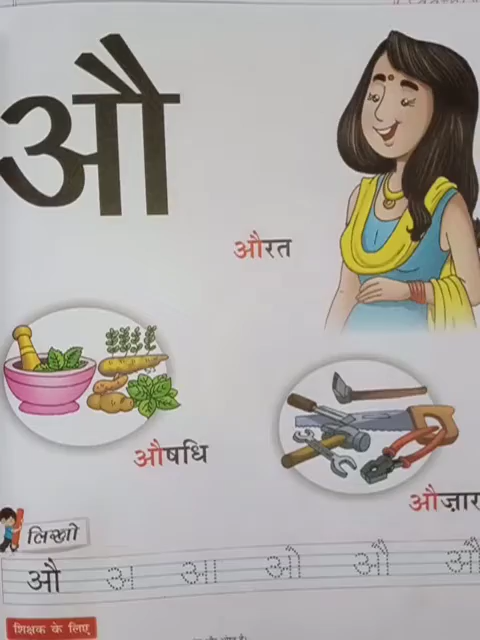 औ
औरत
औषधि
औज़ार
लिखो
औ अ आ ओ औ औ
शिक्षक के लिए